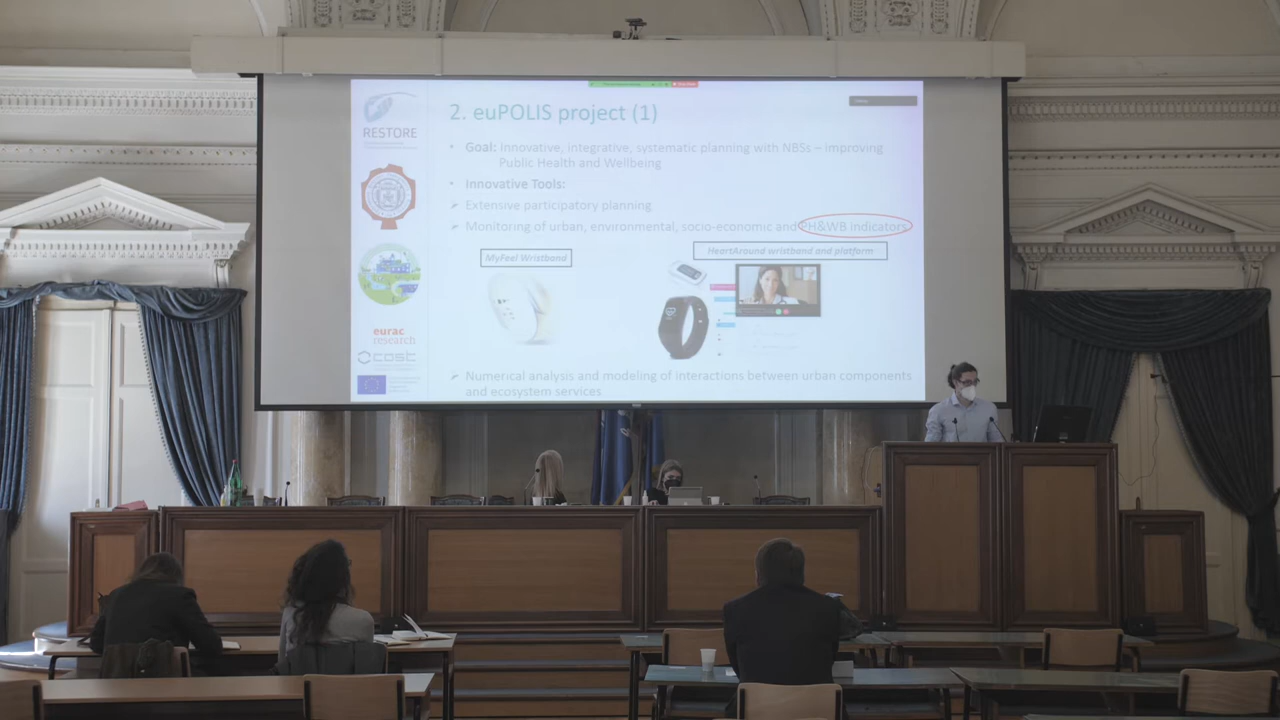 2. euPOLIS project (1)
RESTORE
• Goal: Innovative, integrative, systematic planning with NBSs – Improving
Public Health and Wellbeing
• Innovative Tools:
➢ Extensive participatory planning
➢ Monitoring of urban, environmental, socio-economic and PH&WB indicators
MyFeel Wristband
HeartAround wristband and platform
eurac
research
cost
➢ Numerical analysis and modeling of interactions between urban components
and ecosystem services